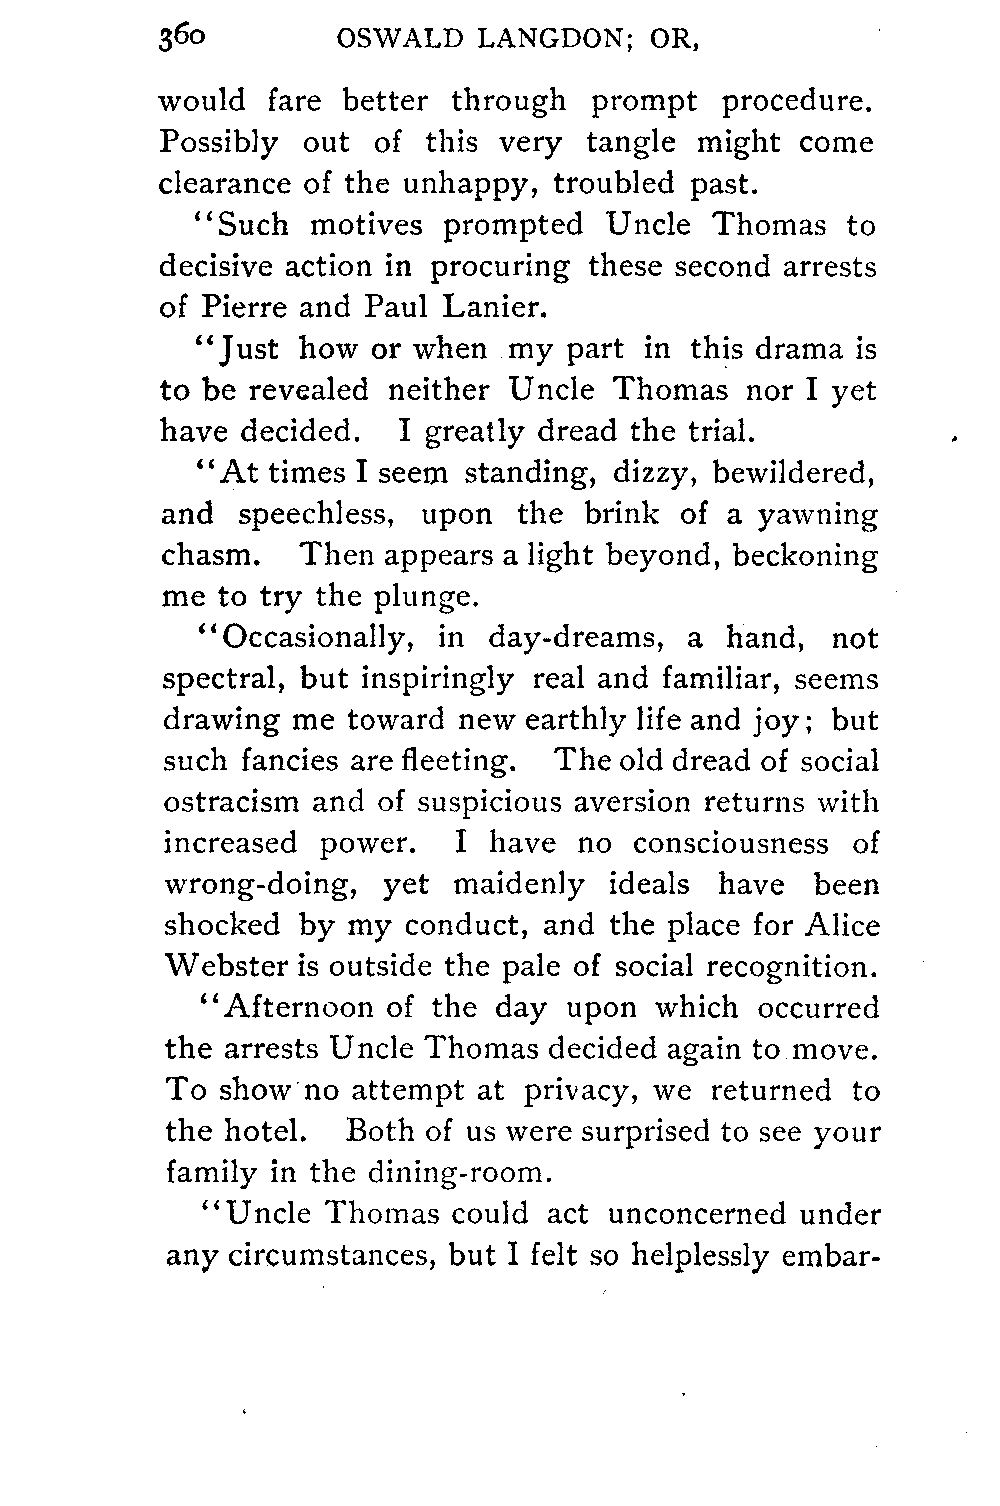 360 OSWALD LANGDON; OR,
would fare better through prompt procedure.
Possibly out of this very tangle might come
clearance of the unhappy, troubled past.
“Such motives prompted Uncle Thomas to
decisive action in procuring these second arrests
of Pierre and Paul Lanier.
“Just how or when my part in this drama is
to be revealed neither Uncle Thomas nor I yet
have decided. I greatly dread the trial.
“At times I seem standing, dizzy, bewildered,
and speechless, upon the brink of a yawning
chasm. Then appears a light beyond, beckoning
me to try the plunge.
“Occasionally, in day-dreams, a hand, not
spectral, but inspiringly real and familiar, seems
drawing me toward new earthly life and joy; but
such fancies are fleeting. The old dread of social
ostracism and of suspicious aversion returns with
increased power. I have no consciousness of
wrong-doing, yet maidenly ideals have been
shocked by my conduct, and the place for Alice
Webster is outside the pale of social recognition.
“Afternoon of the day upon which occurred
the arrests Uncle Thomas decided again to move.
To show no attempt at privacy, we returned to
the hotel. Both of us were surprised to see your
family in the dining-room.
“Uncle Thomas could act unconcerned under
any circumstances, but I felt so helplessly embar-